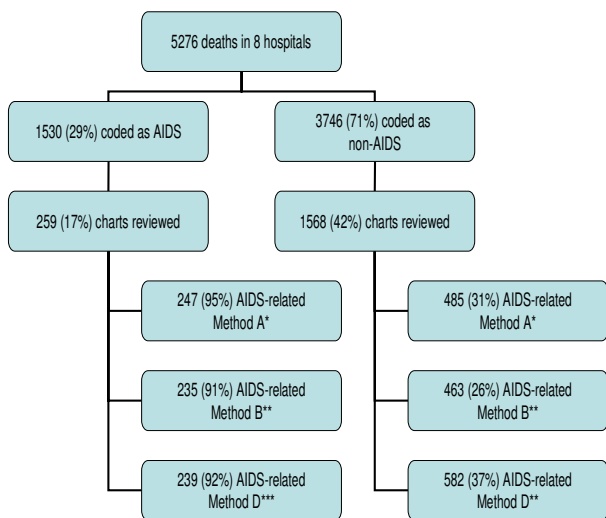 5276 deaths in 8 hospitals
1530 (29%) coded as AIDS
3746 (71%) coded as
non-AIDS
259 (17%) charts reviewed
1568 (42%) charts reviewed
247 (95%) AIDS-related
Method A*
485 (31%) AIDS-related
Method A*
235 (91%) AIDS-related
Method B**
463 (26%) AIDS-related
Method B**
239 (92%) AIDS-related
Method D***
582 (37%) AIDS-related
Method D**